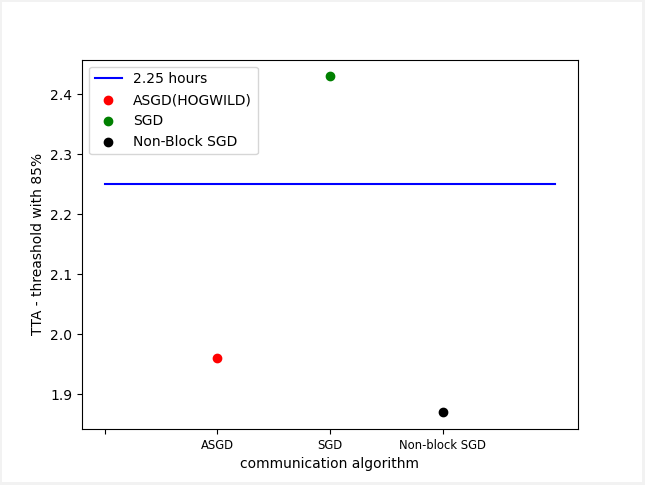 2.25 hours
ASGD(HOGWILD)
SGD
Non-Block SGD
2.4
2.3
2.2
2.1
2.0
1.9
TTA - threashold with 85%
ASGD
SGD
Non-block SGD
communication algorithm